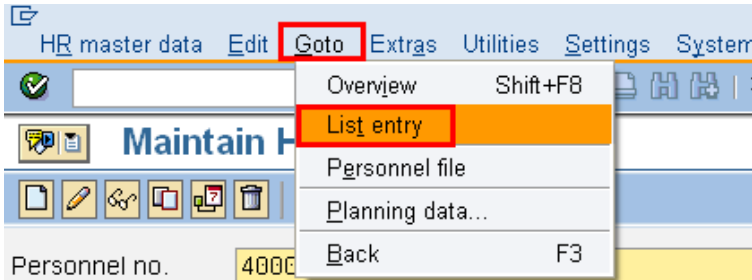 HR master data Edit Goto Extras Utilities Settings System
Overview Shift+F8
List entry
Maintain H
Personnel file
Planning data...
Back F3
Personnel no. 4000